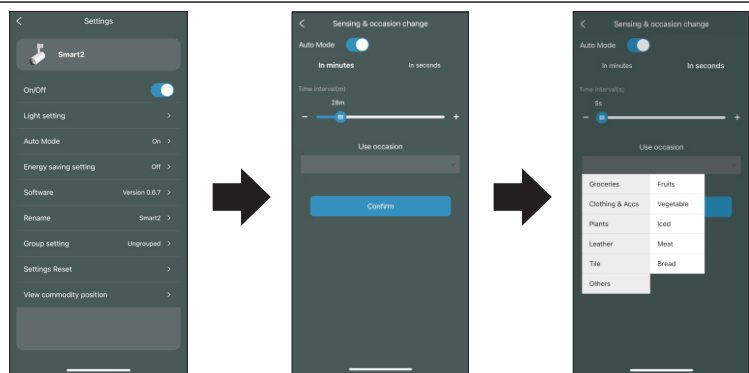 Settings
Smart2
On/Off
Light setting
Auto Mode On
Energy saving setting Off
Software Version 0.6.7
Rename Smart2
Group setting Ungrouped
Settings Reset
View commodity position
Sensing & occasion change
Auto Mode
In minutes In seconds
Time interval(m)
28m
Use occasion
Confirm
Sensing & occasion change
Auto Mode
In minutes In seconds
Time interval(s)
5s
Use occasion
Groceries Fruits
Clothing & Accs Vegetable
Plants Iced
Leather Meat
Tile Bread
Others